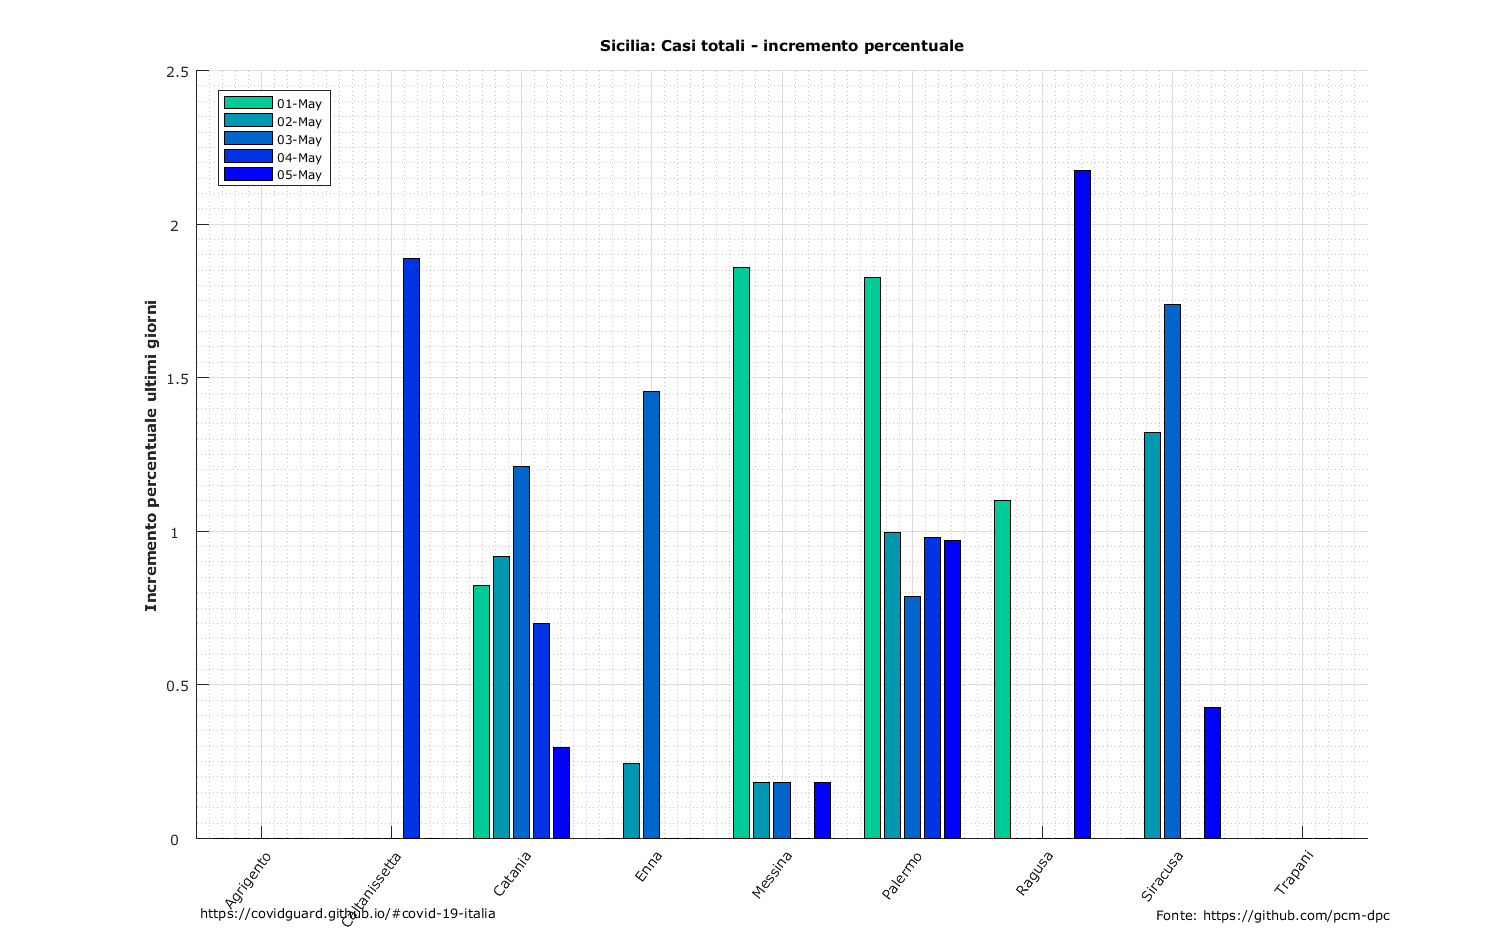 Sicilia: Casi totali - incremento percentuale
2.5
2
1.5
1
0.5
0
Incremento percentuale ultimi giorni
01-May
02-May
03-May
04-May
05-May
Agrigento
Caltanissetta
Catania
Enna
Messina
Palermo
Ragusa
Siracusa
Trapani
https://covidguard.github.io/#covid-19-italia
Fonte: https://github.com/pcm-dpc